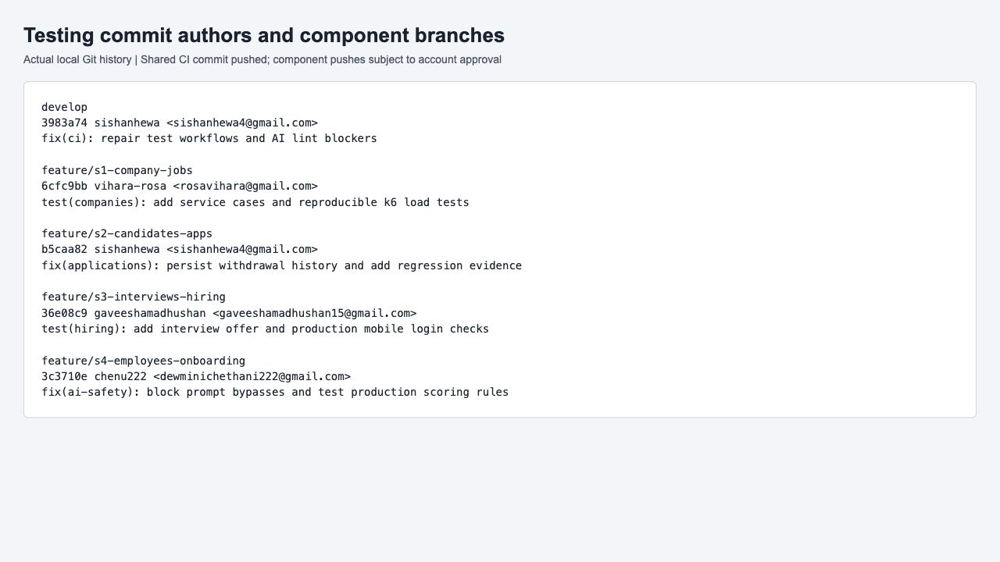 Testing commit authors and component branches
Actual local Git history | Shared CI commit pushed; component pushes subject to account approval
develop
3983a74 sishanhewa <sishanhewa4@gmail.com>
fix(ci): repair test workflows and AI lint blockers
feature/s1-company-jobs
6cfc9bb vihara-rosa <rosavihara@gmail.com>
test(companies): add service cases and reproducible k6 load tests
feature/s2-candidates-apps
b5caa82 sishanhewa <sishanhewa4@gmail.com>
fix(applications): persist withdrawal history and add regression evidence
feature/s3-interviews-hiring
36e08c9 gaveeshamadhushan <gaveeshamadhushan15@gmail.com>
test(hiring): add interview offer and production mobile login checks
feature/s4-employees-onboarding
3c3710e chenu222 <dewminichethani222@gmail.com>
fix(ai-safety): block prompt bypasses and test production scoring rules